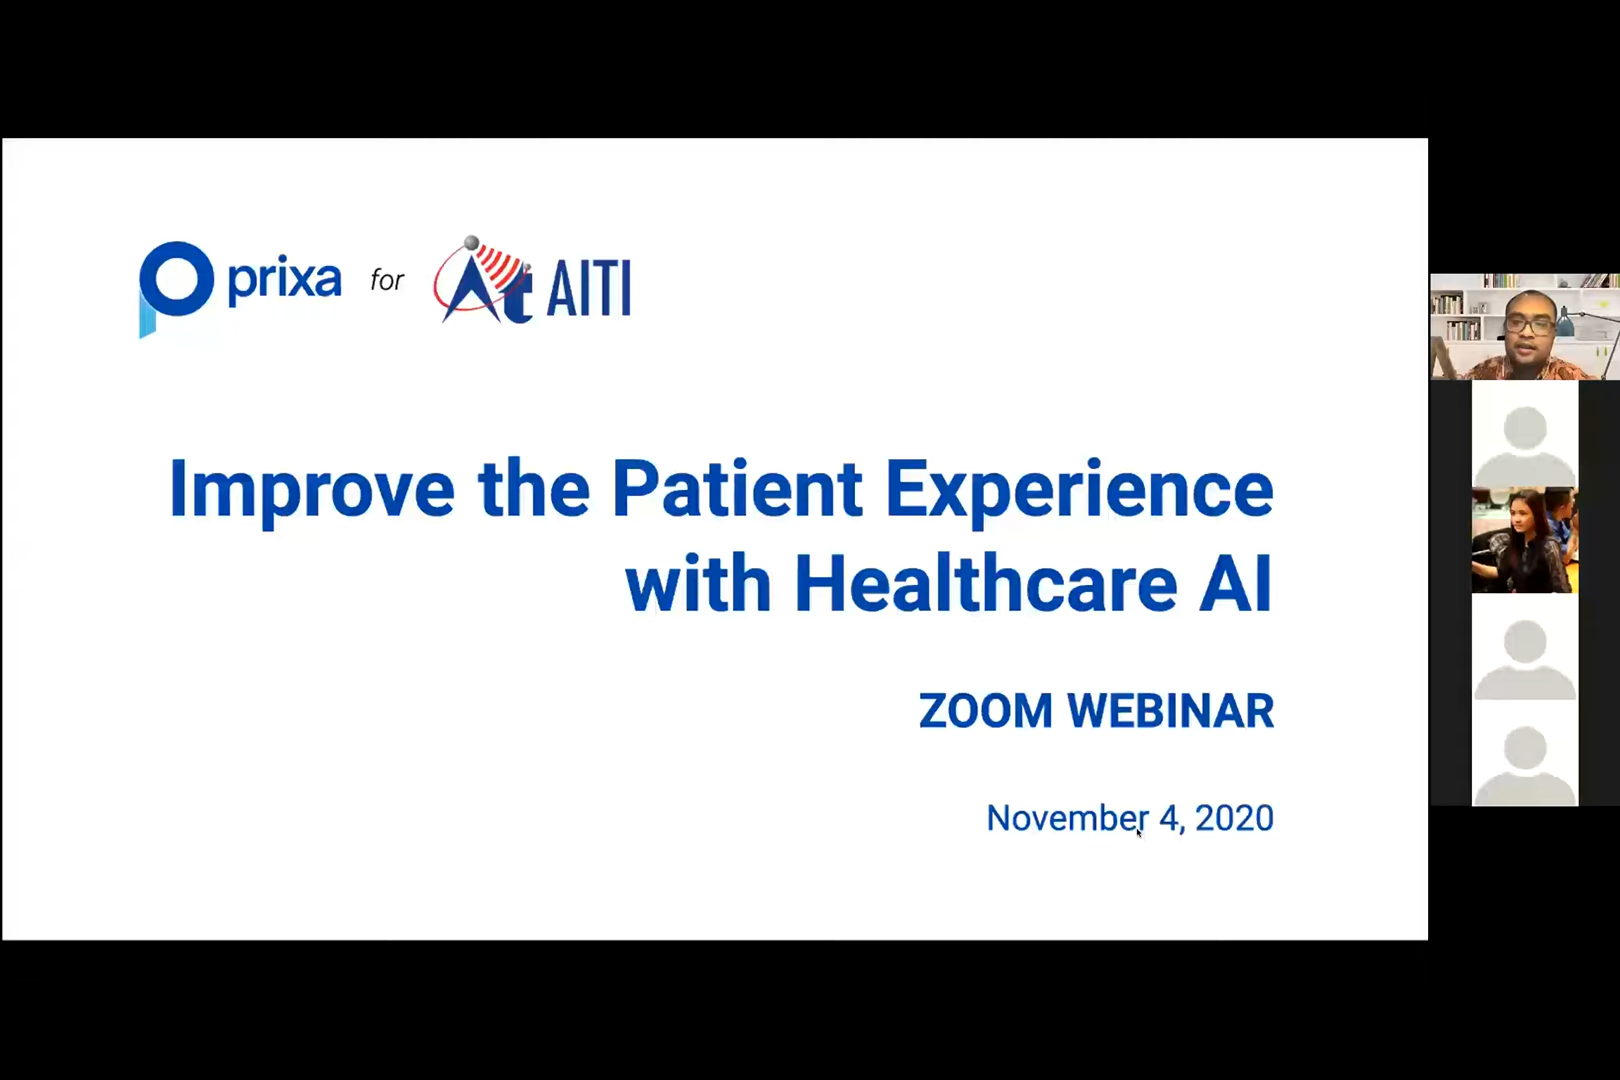 prixa for AITI
Improve the Patient Experience
with Healthcare AI
ZOOM WEBINAR
November 4, 2020